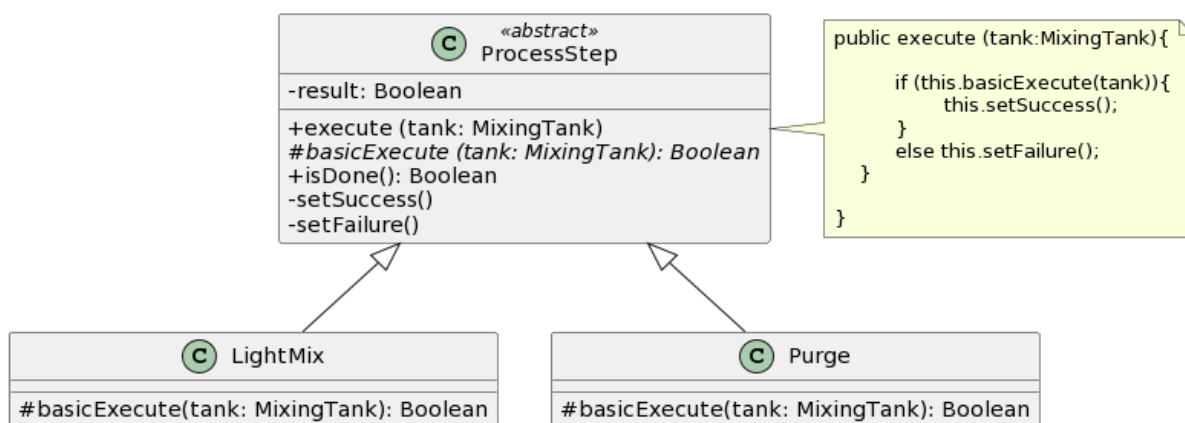 «abstract»
C ProcessStep
-result: Boolean
+execute (tank: MixingTank)
#basicExecute (tank: MixingTank): Boolean
+isDone(): Boolean
-setSuccess()
-setFailure()
public execute (tank:MixingTank){
if (this.basicExecute(tank)){
this.setSuccess();
}
else this.setFailure();
}
}
C LightMix
#basicExecute(tank: MixingTank): Boolean
C Purge
#basicExecute(tank: MixingTank): Boolean